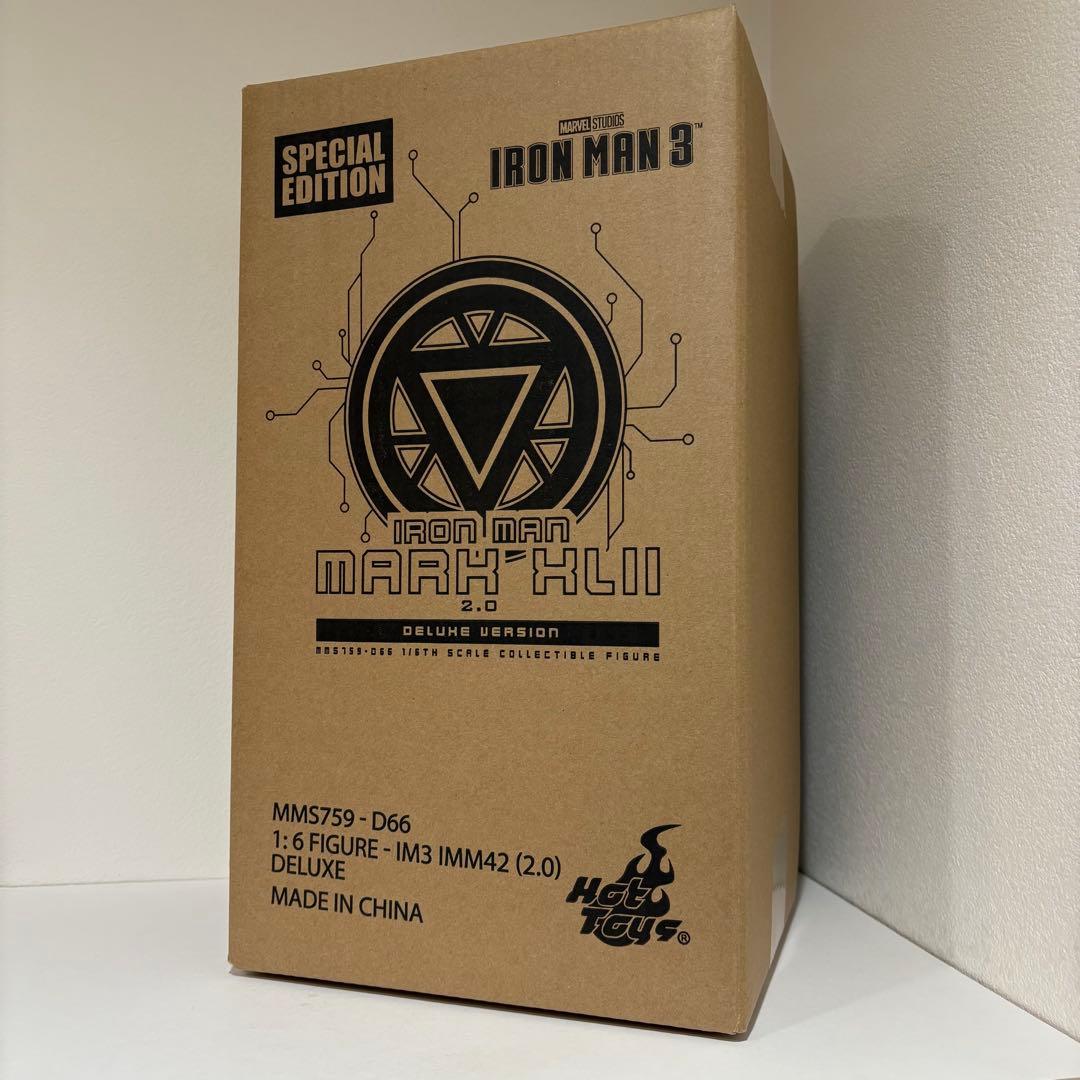 SPECIAL
EDITION
MARVEL STUDIOS
IRON MAN 3™
IRON MAN
MARK XLII
2.0
DELUXE VERSION
MMS759-D66 1/6TH SCALE COLLECTIBLE FIGURE
MMS759 - D66
1: 6 FIGURE - IM3 IMM42 (2.0)
DELUXE
MADE IN CHINA
Hot
Toys®